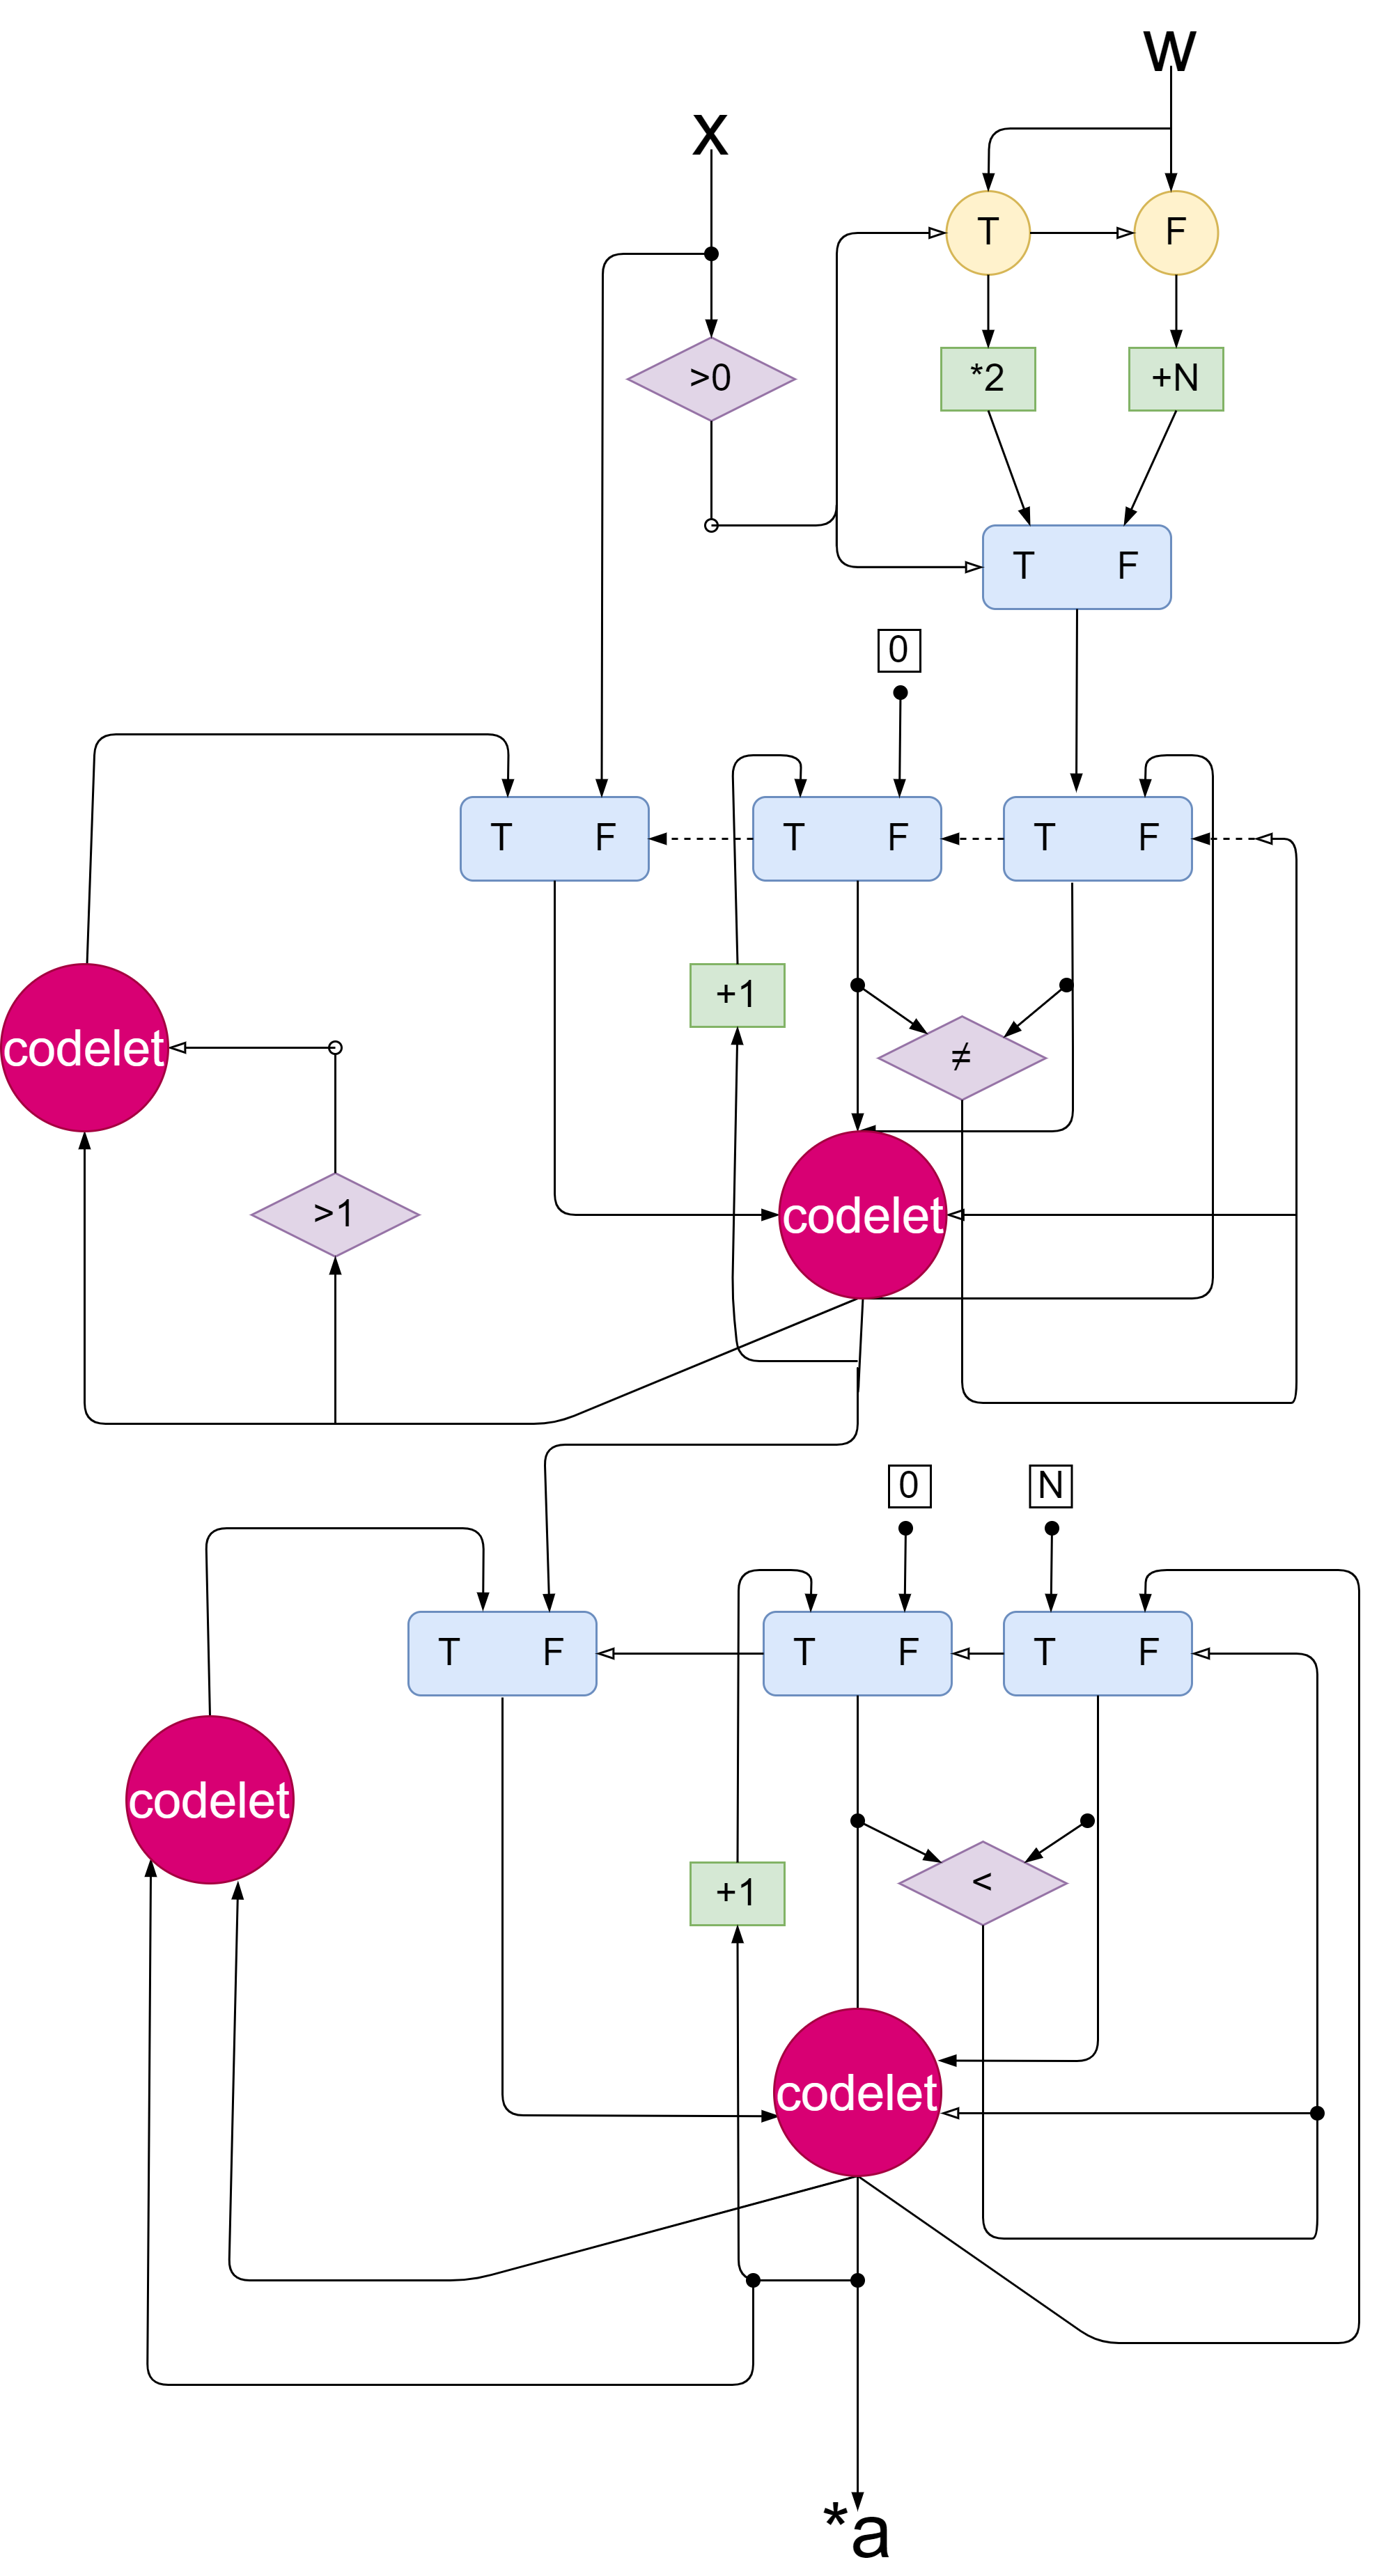 w
x
T F
>0 *2 +N
T F
0
T F T F T F
+1
codelet ≠
>1 codelet
0 N
T F T F T F
codelet
+1 <
codelet
*a